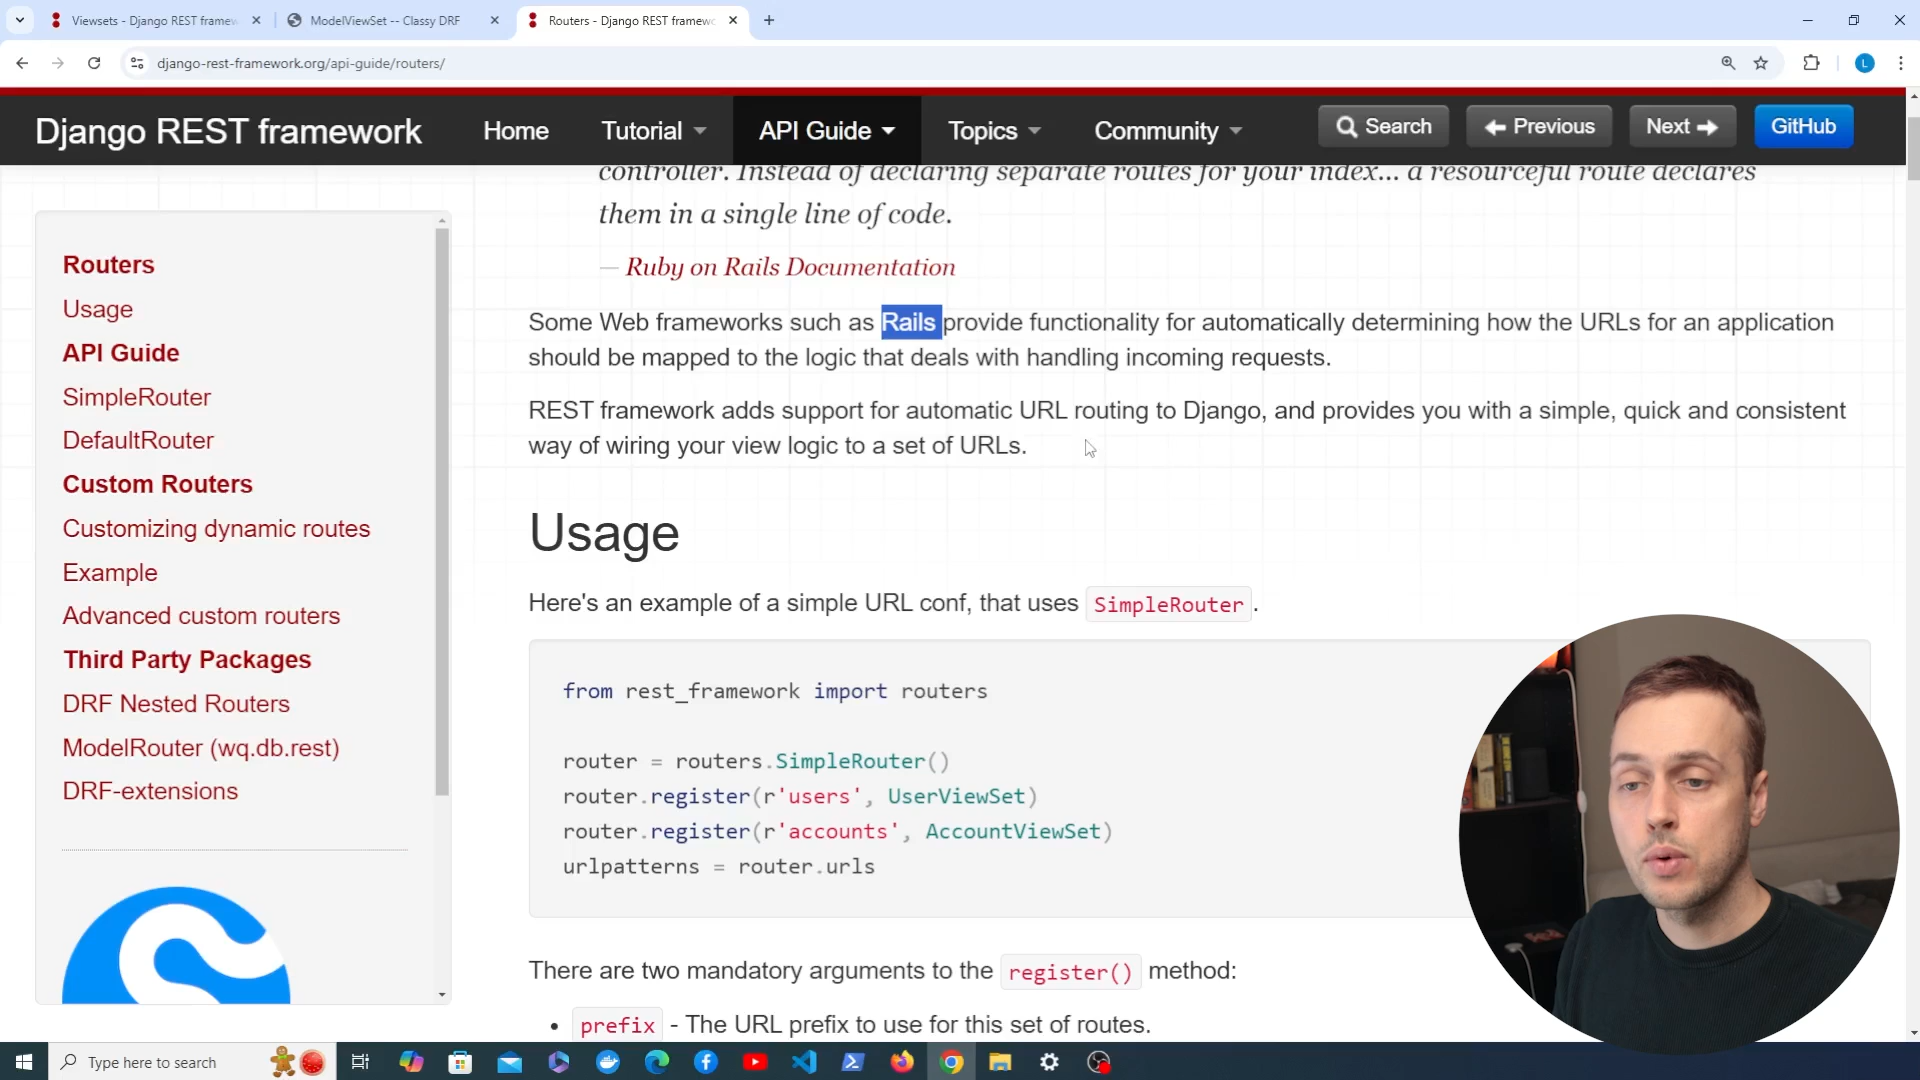 Viewsets - Django REST framew
ModelViewSet -- Classy DRF
Routers - Django REST framewo
django-rest-framework.org/api-guide/routers/
L
Django REST framework
Home
Tutorial
API Guide
Topics
Community
Search
Previous
Next
GitHub
controller. Instead of declaring separate routes for your index... a resourceful route declares
them in a single line of code.
— Ruby on Rails Documentation
Some Web frameworks such as Rails provide functionality for automatically determining how the URLs for an application
should be mapped to the logic that deals with handling incoming requests.
REST framework adds support for automatic URL routing to Django, and provides you with a simple, quick and consistent
way of wiring your view logic to a set of URLs.
Usage
Here's an example of a simple URL conf, that uses SimpleRouter.
from rest_framework import routers
router = routers.SimpleRouter()
router.register(r'users', UserViewSet)
router.register(r'accounts', AccountViewSet)
urlpatterns = router.urls
There are two mandatory arguments to the register() method:
• prefix - The URL prefix to use for this set of routes.
Routers
Usage
API Guide
SimpleRouter
DefaultRouter
Custom Routers
Customizing dynamic routes
Example
Advanced custom routers
Third Party Packages
DRF Nested Routers
ModelRouter (wq.db.rest)
DRF-extensions
Type here to search